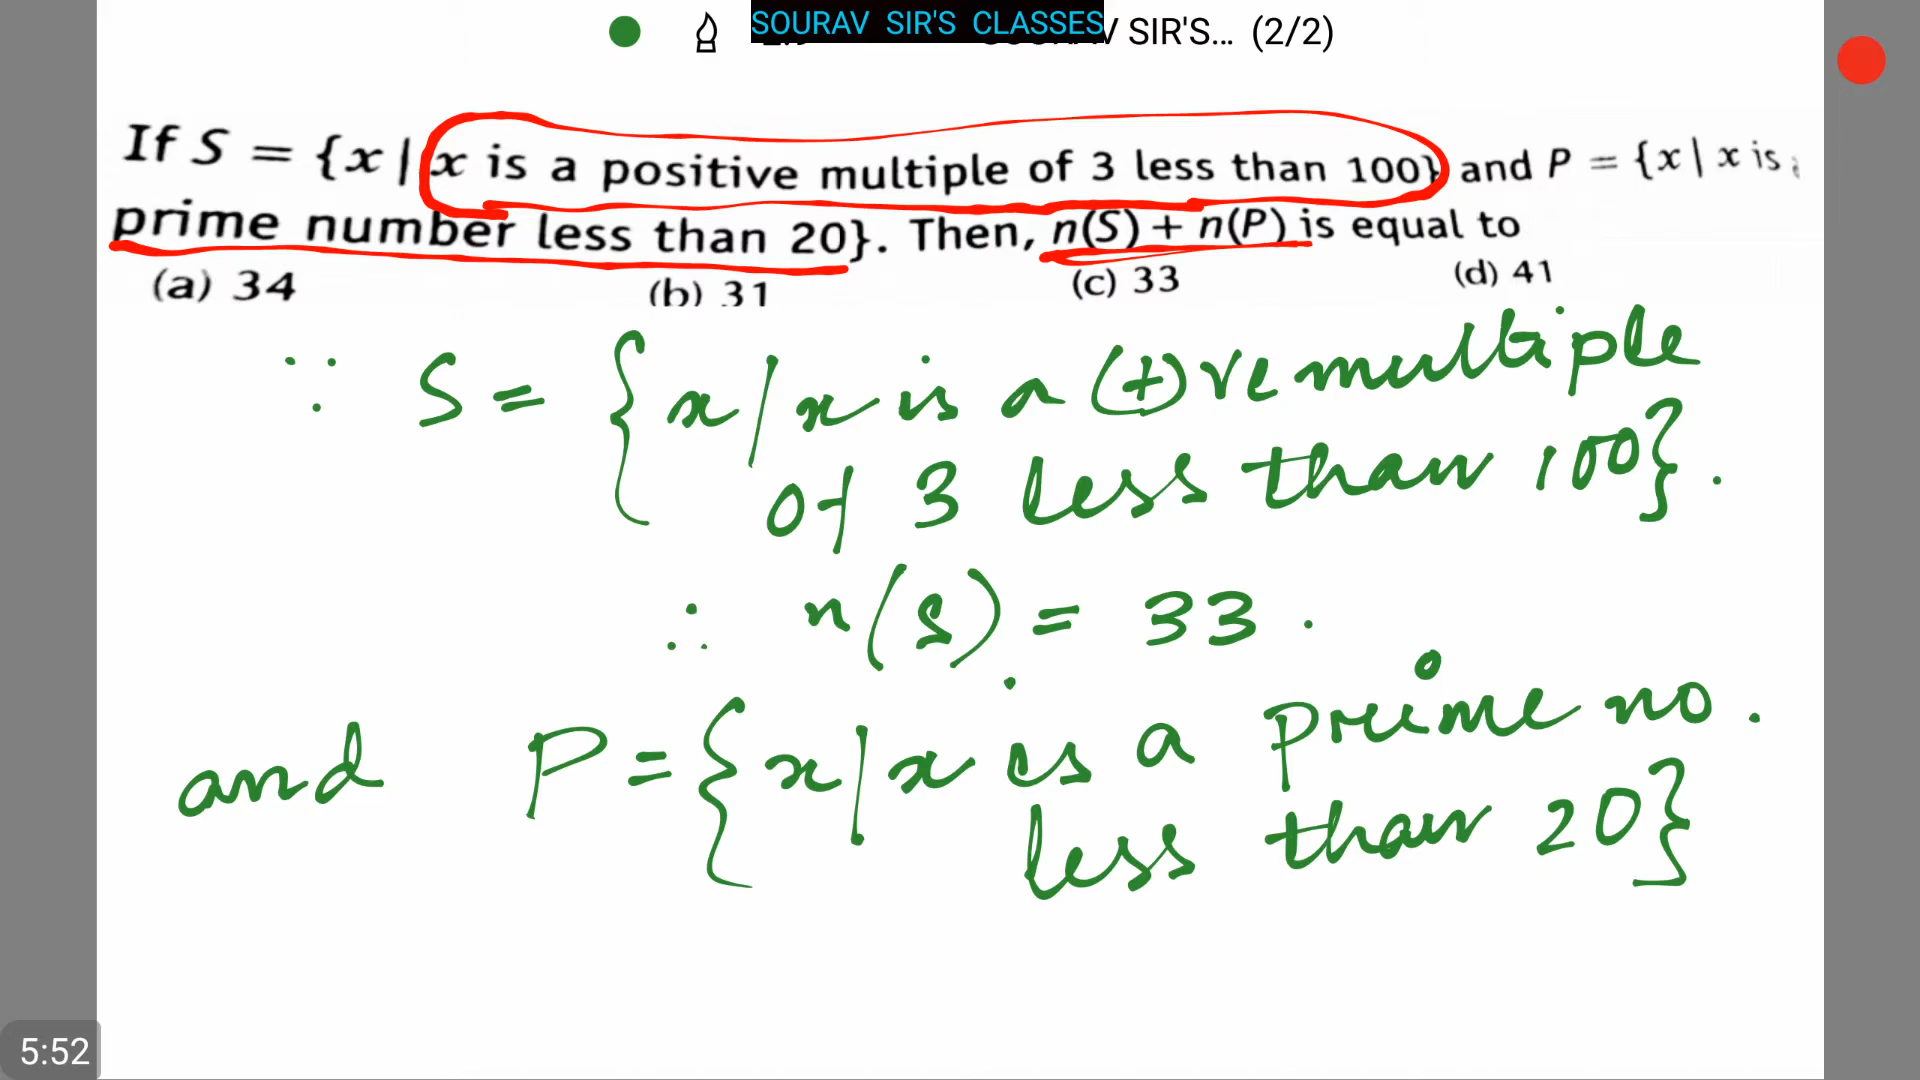 SOURAV SIR'S CLASSES V SIR'S... (2/2)
If S = {x | x is a positive multiple of 3 less than 100} and P = {x | x is
prime number less than 20}. Then, n(S) + n(P) is equal to
(a) 34 (b) 31 (c) 33 (d) 41
∵ S = {x / x is a (+)ve multiple
of 3 less than 100}.
∴ n(S) = 33.
and P = {x / x is a prime no.
less than 20}
5:52